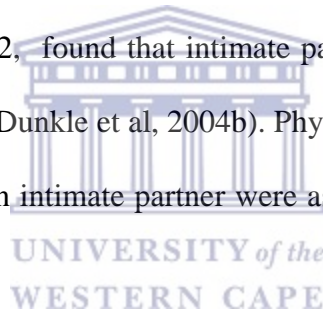 2, found that intimate pa
Dunkle et al, 2004b). Phy
n intimate partner were a
UNIVERSITY of the
WESTERN CAPE